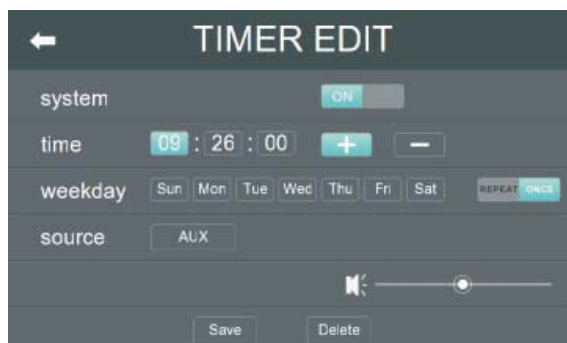 TIMER EDIT
system ON
time 09 : 26 : 00 + −
weekday Sun Mon Tue Wed Thu Fri Sat REPEAT ONCE
source AUX
Save Delete